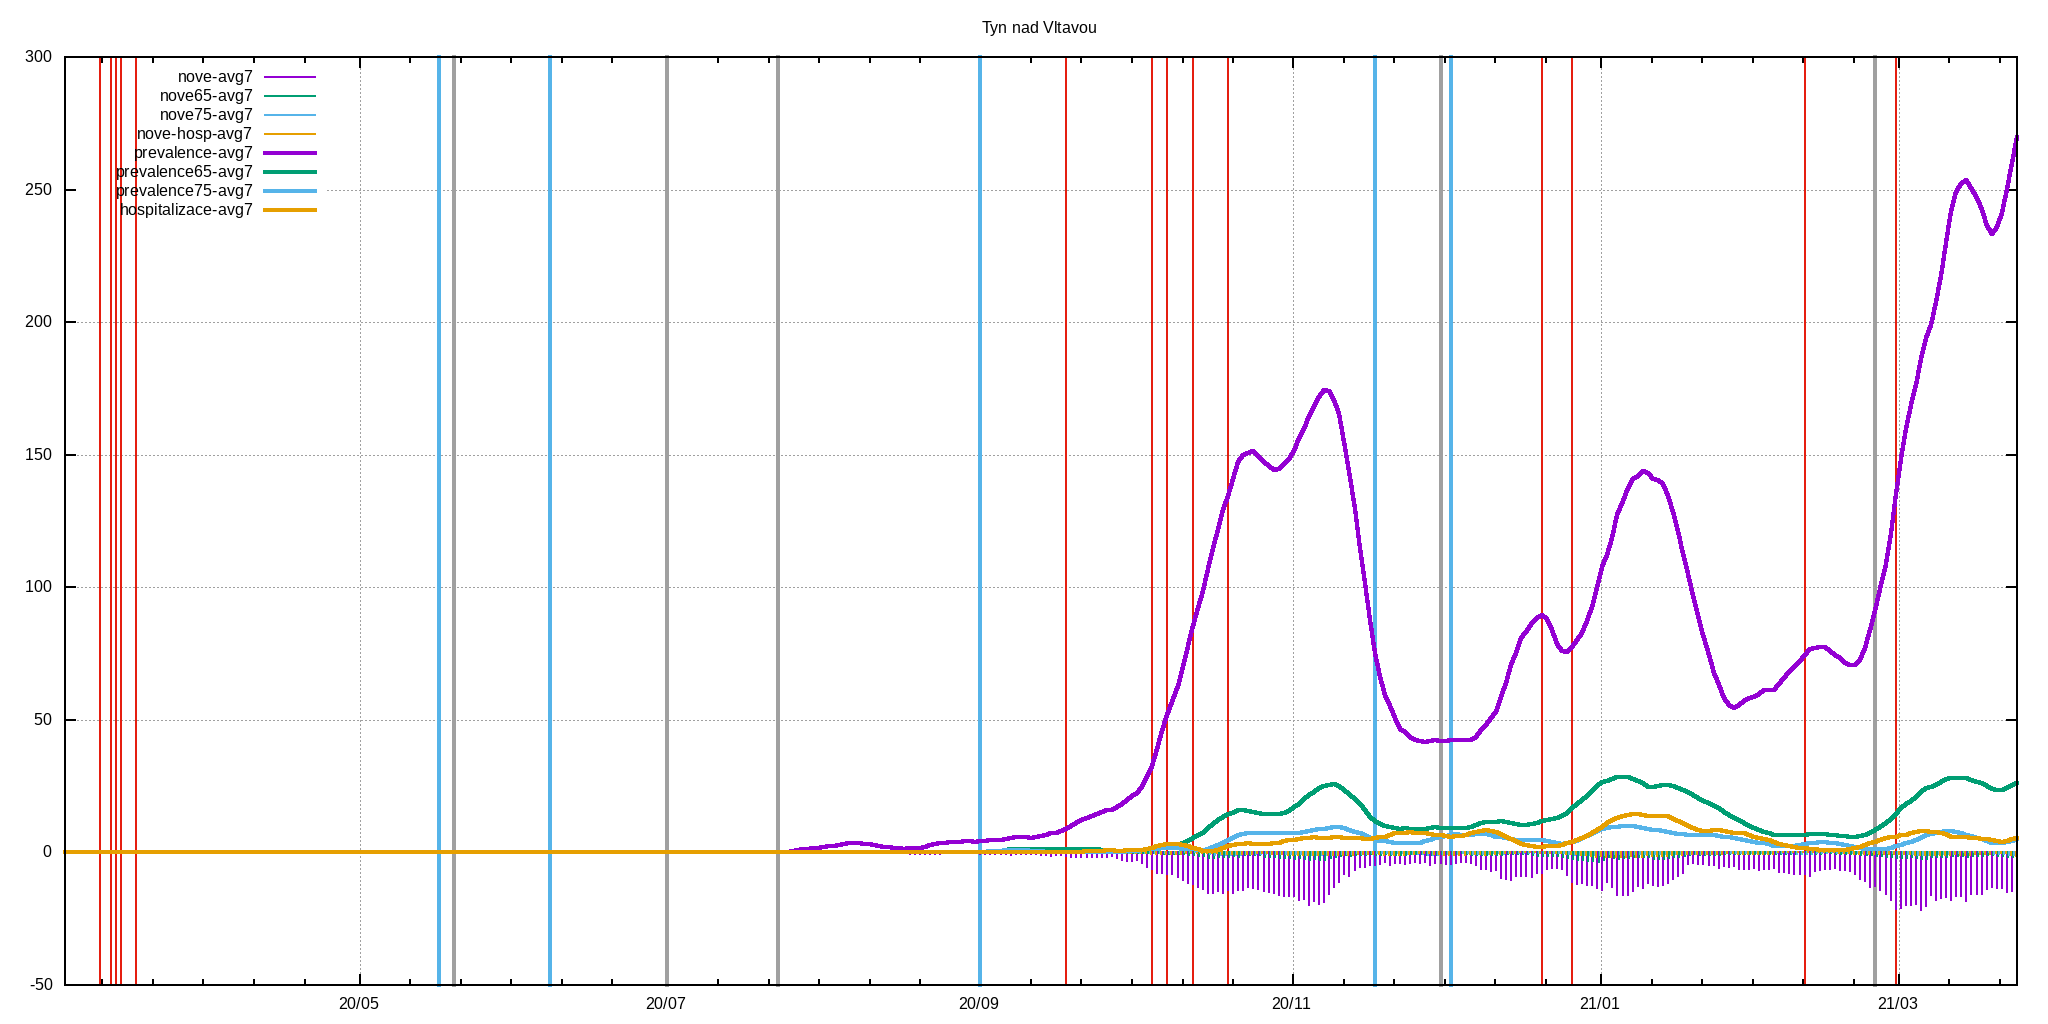 Tyn nad Vltavou
300
250
200
150
100
50
0
-50
nove-avg7
nove65-avg7
nove75-avg7
nove-hosp-avg7
prevalence-avg7
prevalence65-avg7
prevalence75-avg7
hospitalizace-avg7
20/05 20/07 20/09 20/11 21/01 21/03